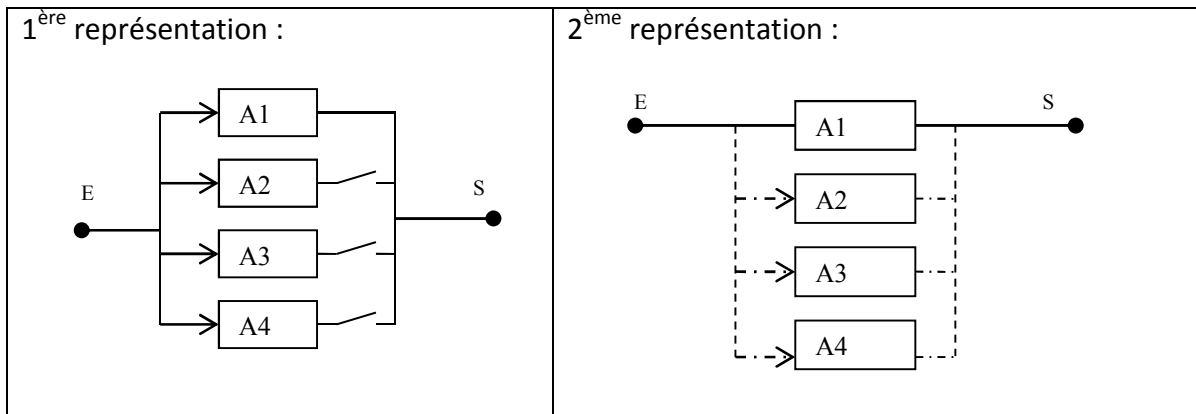 1ère représentation :
A1
A2
E
S
A3
A4
2ème représentation :
E
S
A1
A2
A3
A4